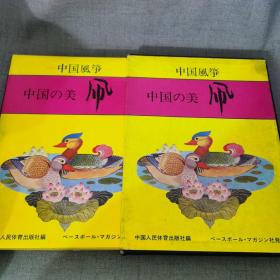 中国風箏
中国の美 凧
国人民体育出版社編 ベースボール・マガジン
中国風箏
中国の美 凧
中国人民体育出版社編 ベースボール・マガジン社発